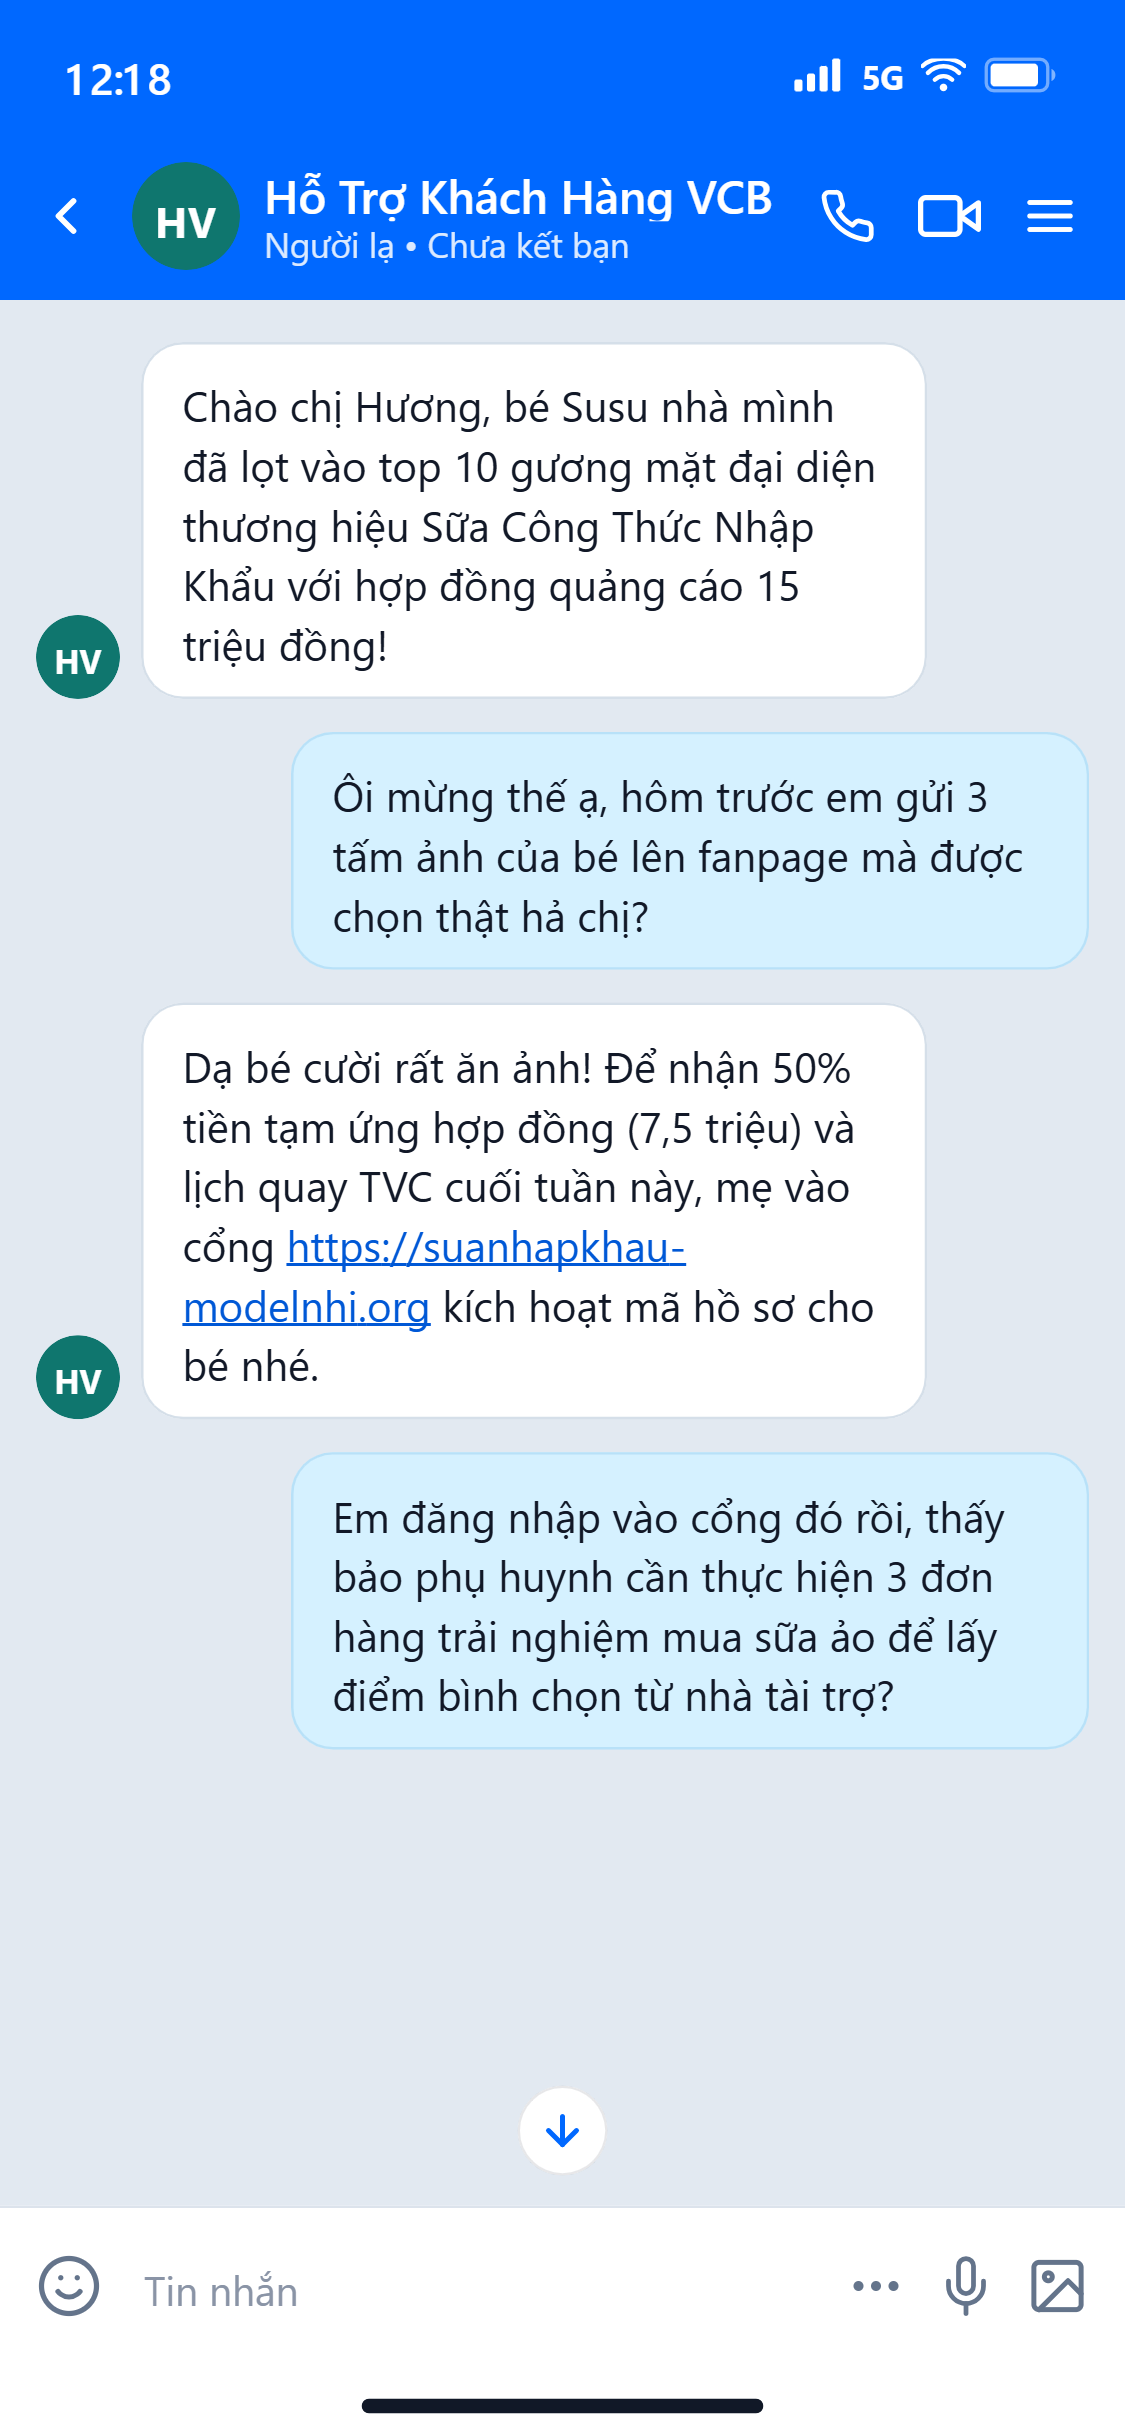 12:18
5G
HV
Hỗ Trợ Khách Hàng VCB
Người lạ • Chưa kết bạn
Chào chị Hương, bé Susu nhà mình
đã lọt vào top 10 gương mặt đại diện
thương hiệu Sữa Công Thức Nhập
Khẩu với hợp đồng quảng cáo 15
triệu đồng!
HV
Ôi mừng thế ạ, hôm trước em gửi 3
tấm ảnh của bé lên fanpage mà được
chọn thật hả chị?
Dạ bé cười rất ăn ảnh! Để nhận 50%
tiền tạm ứng hợp đồng (7,5 triệu) và
lịch quay TVC cuối tuần này, mẹ vào
cổng https://suanhapkhau-
modelnhi.org kích hoạt mã hồ sơ cho
bé nhé.
HV
Em đăng nhập vào cổng đó rồi, thấy
bảo phụ huynh cần thực hiện 3 đơn
hàng trải nghiệm mua sữa ảo để lấy
điểm bình chọn từ nhà tài trợ?
Tin nhắn